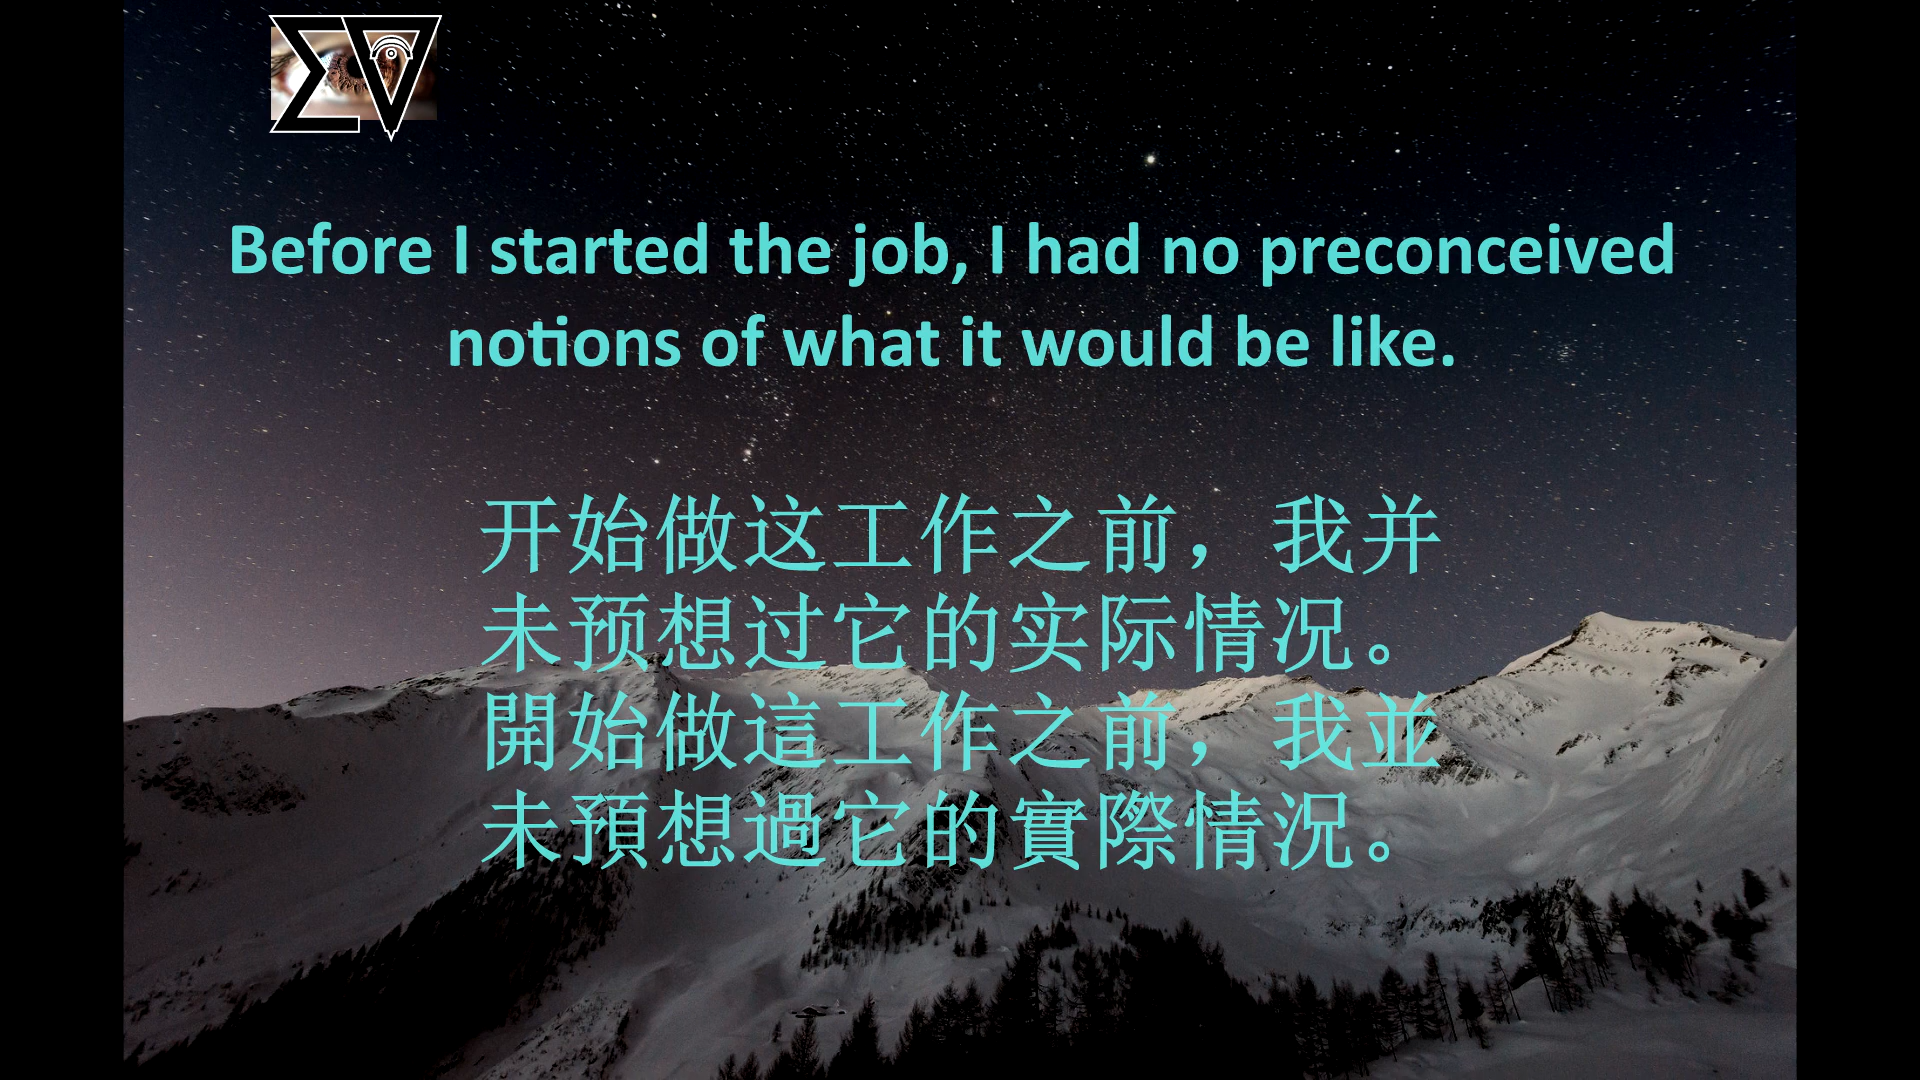 Before I started the job, I had no preconceived
notions of what it would be like.
开始做这工作之前，我并
未预想过它的实际情况。
開始做這工作之前，我並
未預想過它的實際情況。